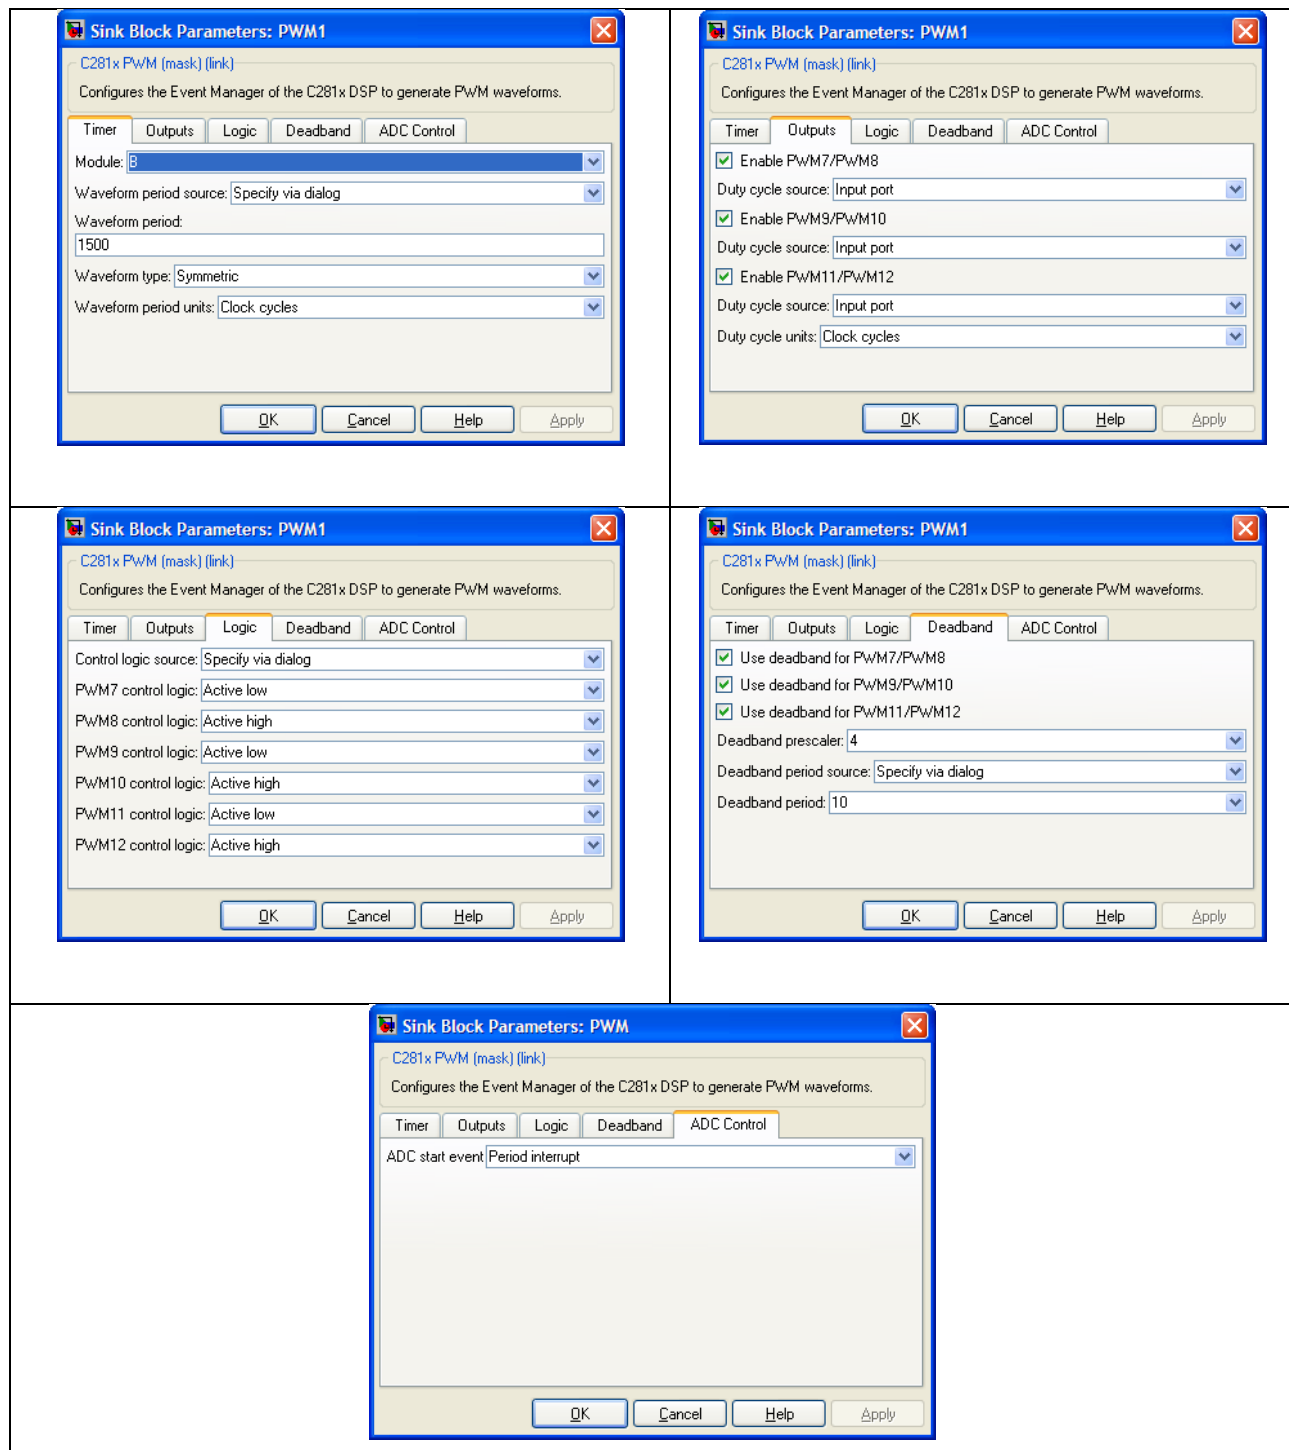 Sink Block Parameters: PWM1
C281x PWM (mask) (link)
Configures the Event Manager of the C281x DSP to generate PWM waveforms.
Timer Outputs Logic Deadband ADC Control
Module: B
Waveform period source: Specify via dialog
Waveform period:
1500
Waveform type: Symmetric
Waveform period units: Clock cycles
OK Cancel Help Apply
Sink Block Parameters: PWM1
C281x PWM (mask) (link)
Configures the Event Manager of the C281x DSP to generate PWM waveforms.
Timer Outputs Logic Deadband ADC Control
Enable PWM7/PWM8
Duty cycle source: Input port
Enable PWM9/PWM10
Duty cycle source: Input port
Enable PWM11/PWM12
Duty cycle source: Input port
Duty cycle units: Clock cycles
OK Cancel Help Apply
Sink Block Parameters: PWM1
C281x PWM (mask) (link)
Configures the Event Manager of the C281x DSP to generate PWM waveforms.
Timer Outputs Logic Deadband ADC Control
Control logic source: Specify via dialog
PWM7 control logic: Active low
PWM8 control logic: Active high
PWM9 control logic: Active low
PWM10 control logic: Active high
PWM11 control logic: Active low
PWM12 control logic: Active high
OK Cancel Help Apply
Sink Block Parameters: PWM1
C281x PWM (mask) (link)
Configures the Event Manager of the C281x DSP to generate PWM waveforms.
Timer Outputs Logic Deadband ADC Control
Use deadband for PWM7/PWM8
Use deadband for PWM9/PWM10
Use deadband for PWM11/PWM12
Deadband prescaler: 4
Deadband period source: Specify via dialog
Deadband period: 10
OK Cancel Help Apply
Sink Block Parameters: PWM
C281x PWM (mask) (link)
Configures the Event Manager of the C281x DSP to generate PWM waveforms.
Timer Outputs Logic Deadband ADC Control
ADC start event Period interrupt
OK Cancel Help Apply